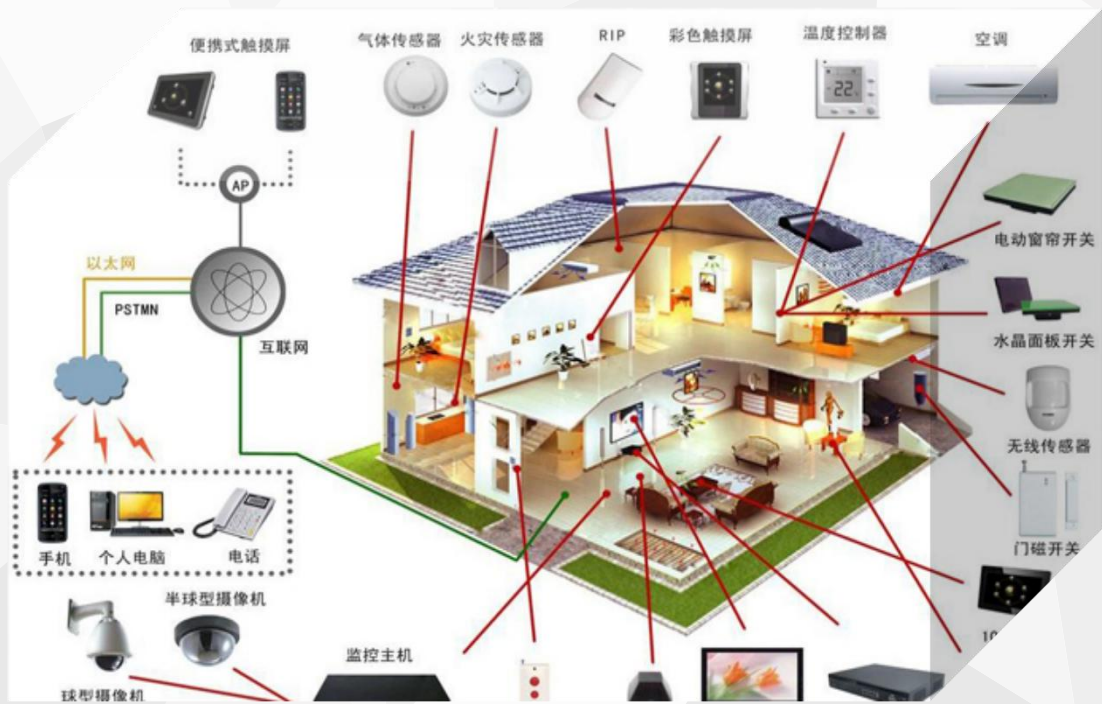 便携式触摸屏
气体传感器
火灾传感器
RIP
彩色触摸屏
温度控制器
空调
-22
AP
电动窗帘开关
以太网
PSTMN
互联网
水晶面板开关
无线传感器
手机
个人电脑
电话
门磁开关
半球型摄像机
监控主机
球型摄像机